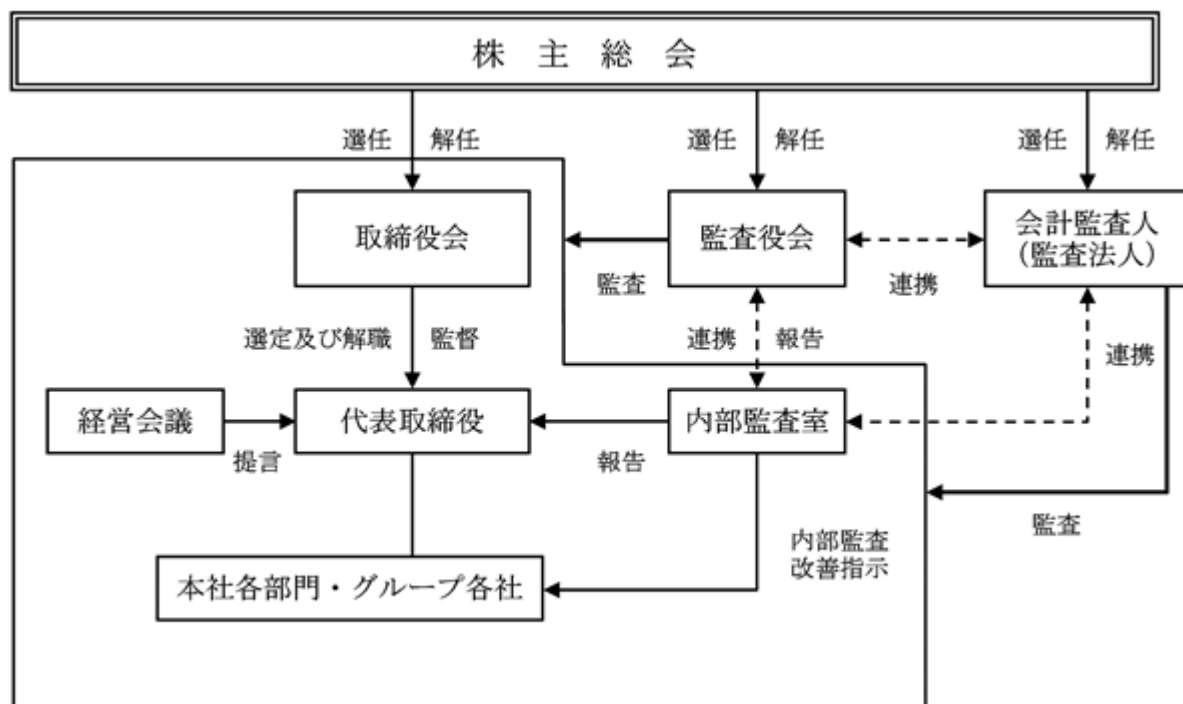 株 主 総 会
選任 解任
選任 解任
選任 解任
取締役会
監査役会
会計監査人
(監査法人)
監査
連携
選定及び解職 監督
連携 報告
連携
経営会議
代表取締役
内部監査室
提言
報告
監査
内部監査
改善指示
本社各部門・グループ各社